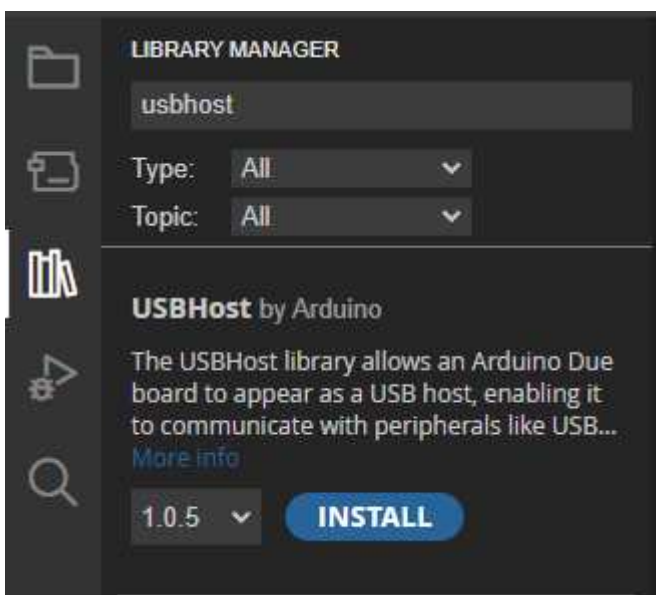 LIBRARY MANAGER
usbhost
Type: All
Topic: All
USBHost by Arduino
The USBHost library allows an Arduino Due
board to appear as a USB host, enabling it
to communicate with peripherals like USB...
More info
1.0.5 INSTALL